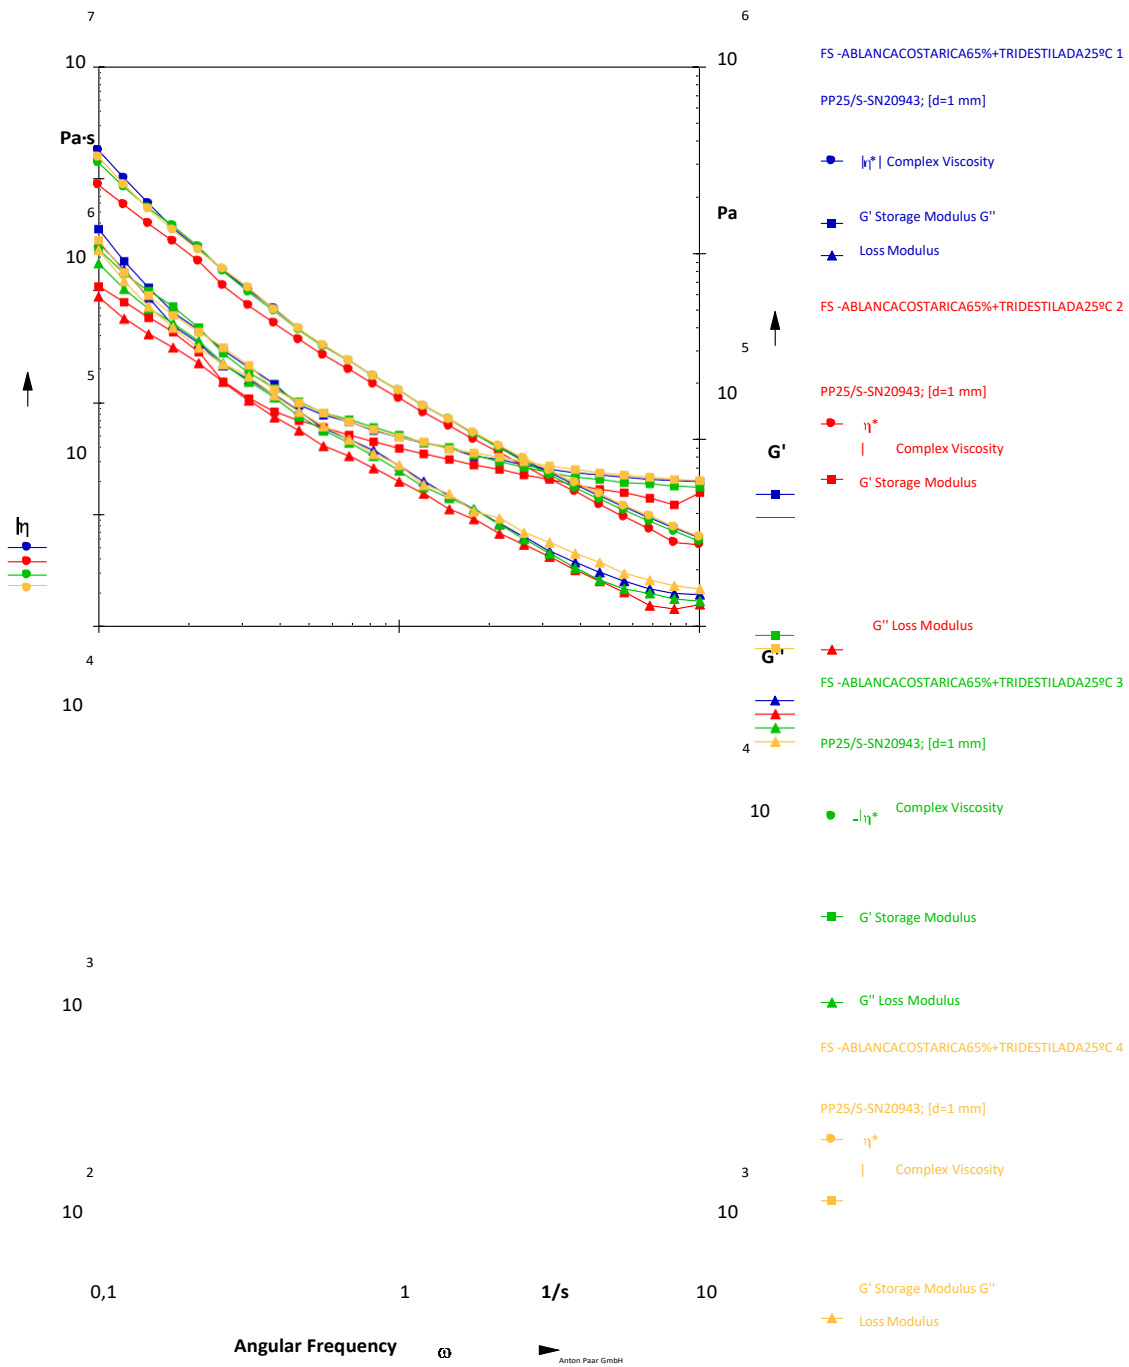 7
10
Pa·s
6
10
5
10
|η
4
10
3
10
2
10
6
10
Pa
5
10
G'
G''
4
10
3
10
0,1
1
1/s
10
Angular Frequency ω
Anton Paar GmbH
FS -ABLANCACOSTARICA65%+TRIDESTILADA25ºC 1
PP25/S-SN20943; [d=1 mm]
|η*| Complex Viscosity
G' Storage Modulus G''
Loss Modulus
FS -ABLANCACOSTARICA65%+TRIDESTILADA25ºC 2
PP25/S-SN20943; [d=1 mm]
η*
| Complex Viscosity
G' Storage Modulus
G'' Loss Modulus
FS -ABLANCACOSTARICA65%+TRIDESTILADA25ºC 3
PP25/S-SN20943; [d=1 mm]
|η* Complex Viscosity
G' Storage Modulus
G'' Loss Modulus
FS -ABLANCACOSTARICA65%+TRIDESTILADA25ºC 4
PP25/S-SN20943; [d=1 mm]
η*
| Complex Viscosity
G' Storage Modulus G''
Loss Modulus